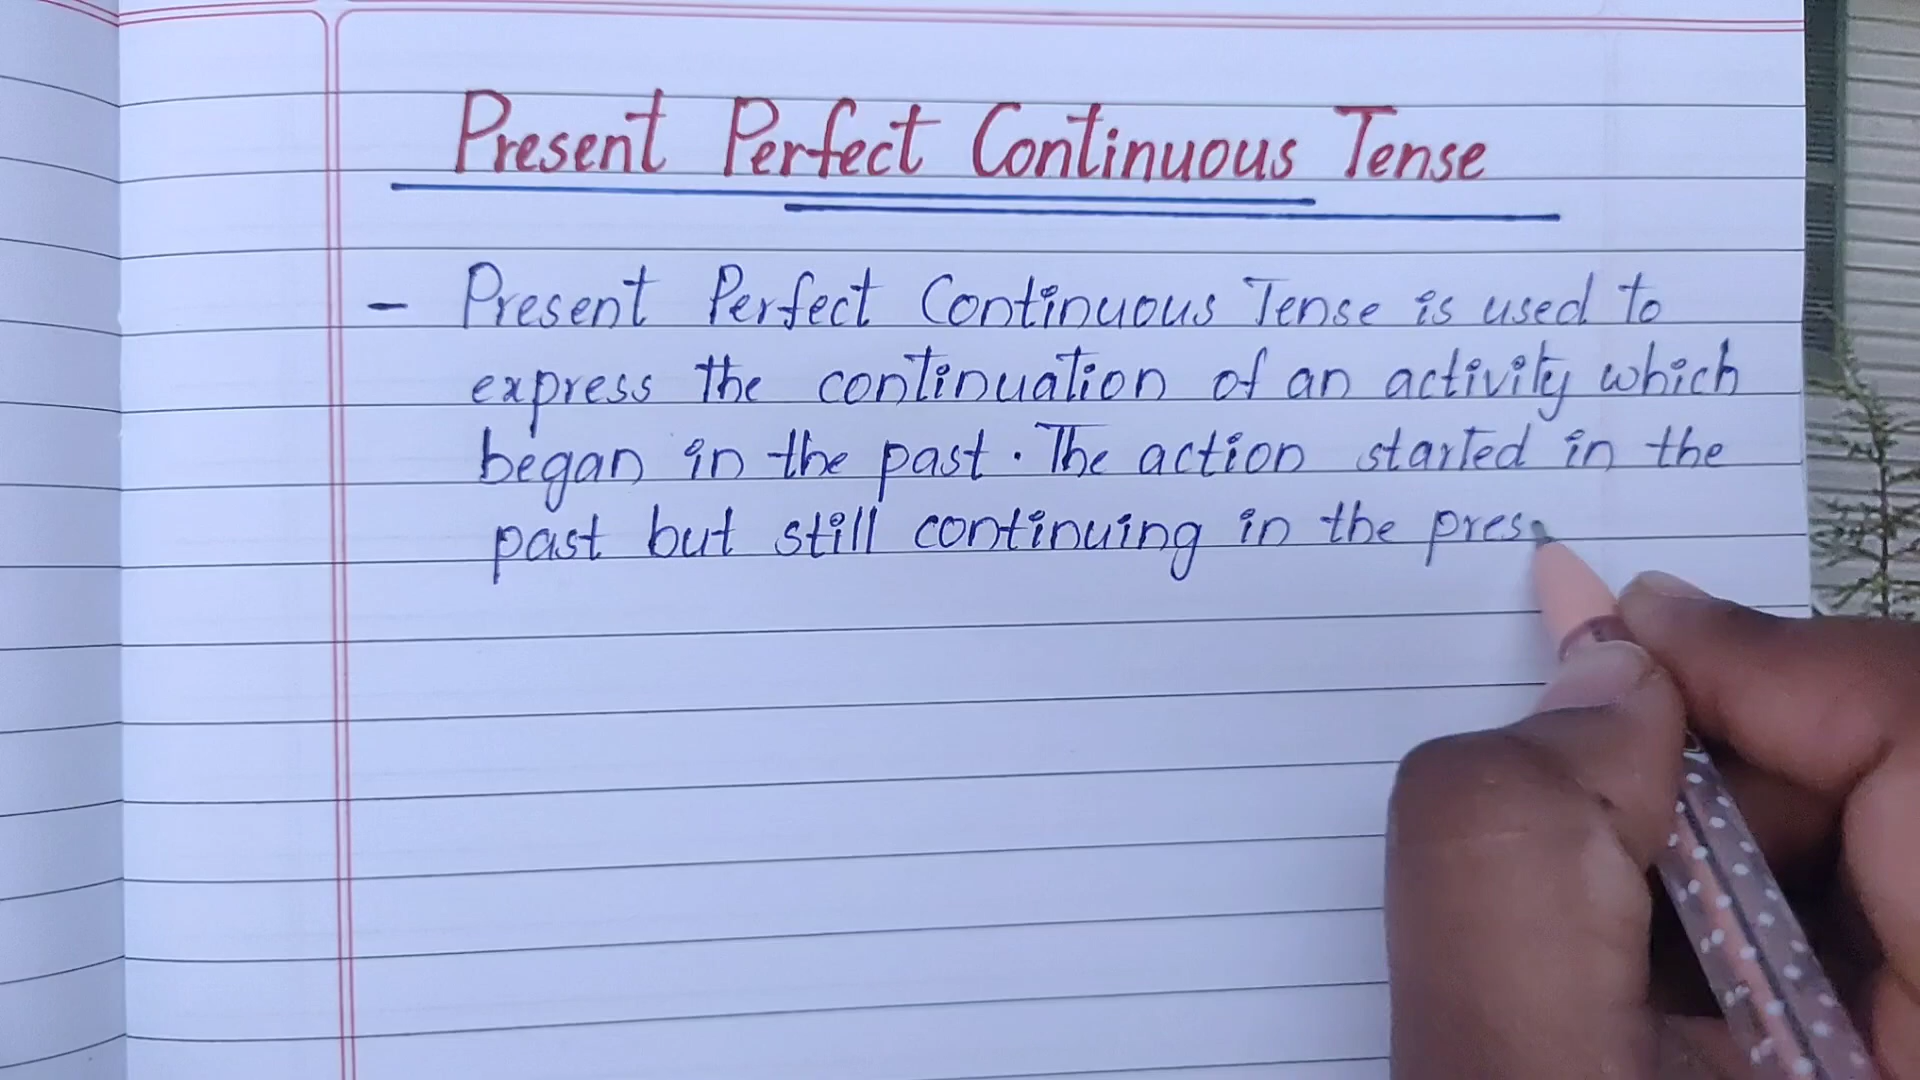 Present Perfect Continuous Tense
- Present Perfect Continuous Tense is used to
express the continuation of an activity which
began in the past. The action started in the
past but still continuing in the pres